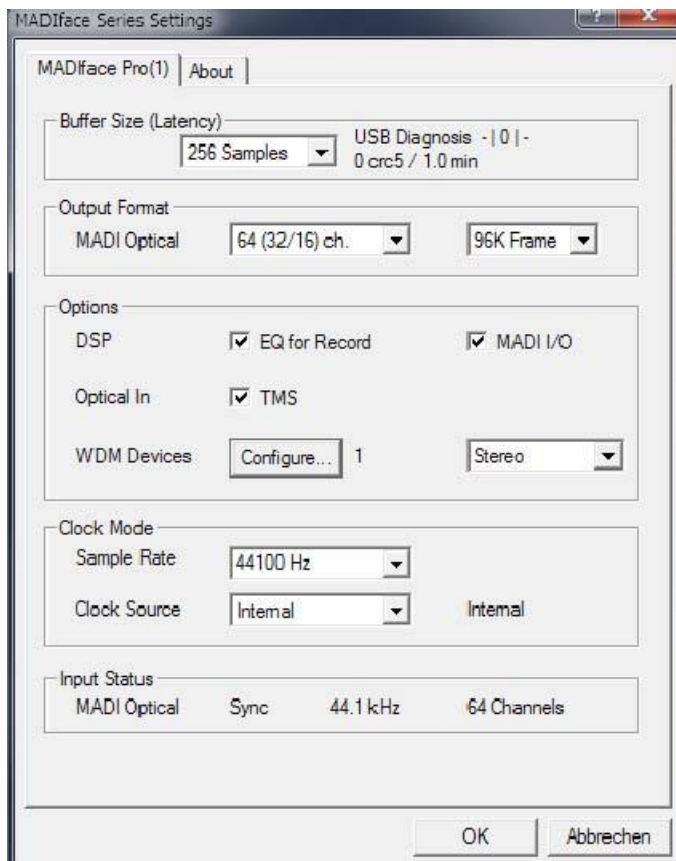 MADIface Series Settings
MADIface Pro(1) About
Buffer Size (Latency)
256 Samples USB Diagnosis - | 0 | -
0 crc5 / 1.0 min
Output Format
MADI Optical 64 (32/16) ch. 96K Frame
Options
DSP EQ for Record MADI I/O
Optical In TMS
WDM Devices Configure... 1 Stereo
Clock Mode
Sample Rate 44100 Hz
Clock Source Internal Internal
Input Status
MADI Optical Sync 44.1 kHz 64 Channels
OK Abbrechen